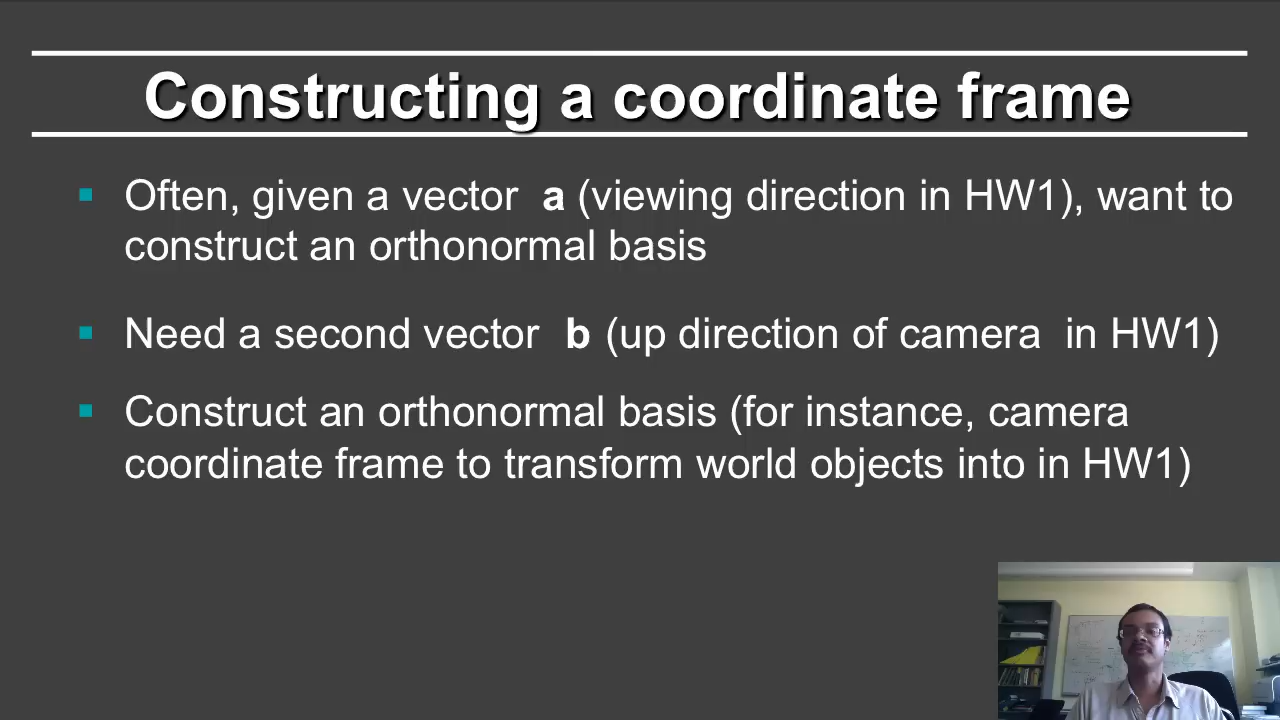 Constructing a coordinate frame
Often, given a vector a (viewing direction in HW1), want to
construct an orthonormal basis
Need a second vector b (up direction of camera in HW1)
Construct an orthonormal basis (for instance, camera
coordinate frame to transform world objects into in HW1)